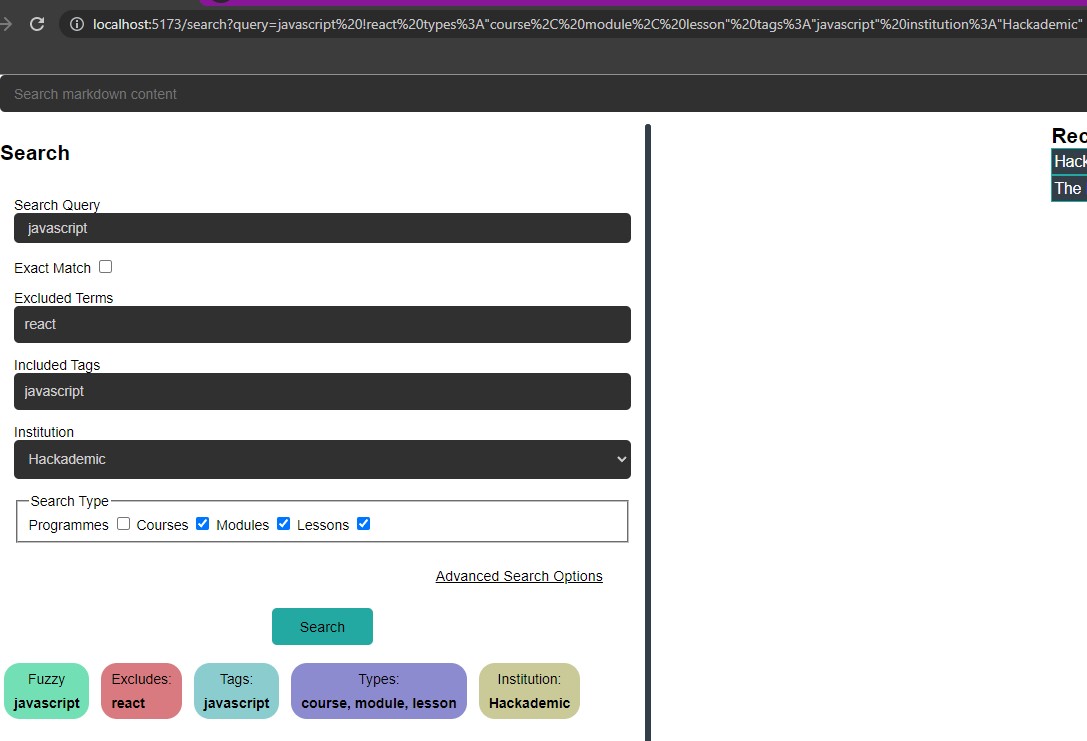 localhost:5173/search?query=javascript%20!react%20types%3A"course%2C%20module%2C%20lesson"%20tags%3A"javascript"%20institution%3A"Hackademic"
Search markdown content
Search
Rec
Hack
The
Search Query
javascript
Exact Match
Excluded Terms
react
Included Tags
javascript
Institution
Hackademic
Search Type
Programmes Courses Modules Lessons
Advanced Search Options
Search
Fuzzy Excludes: Tags: Types: Institution:
javascript react javascript course, module, lesson Hackademic